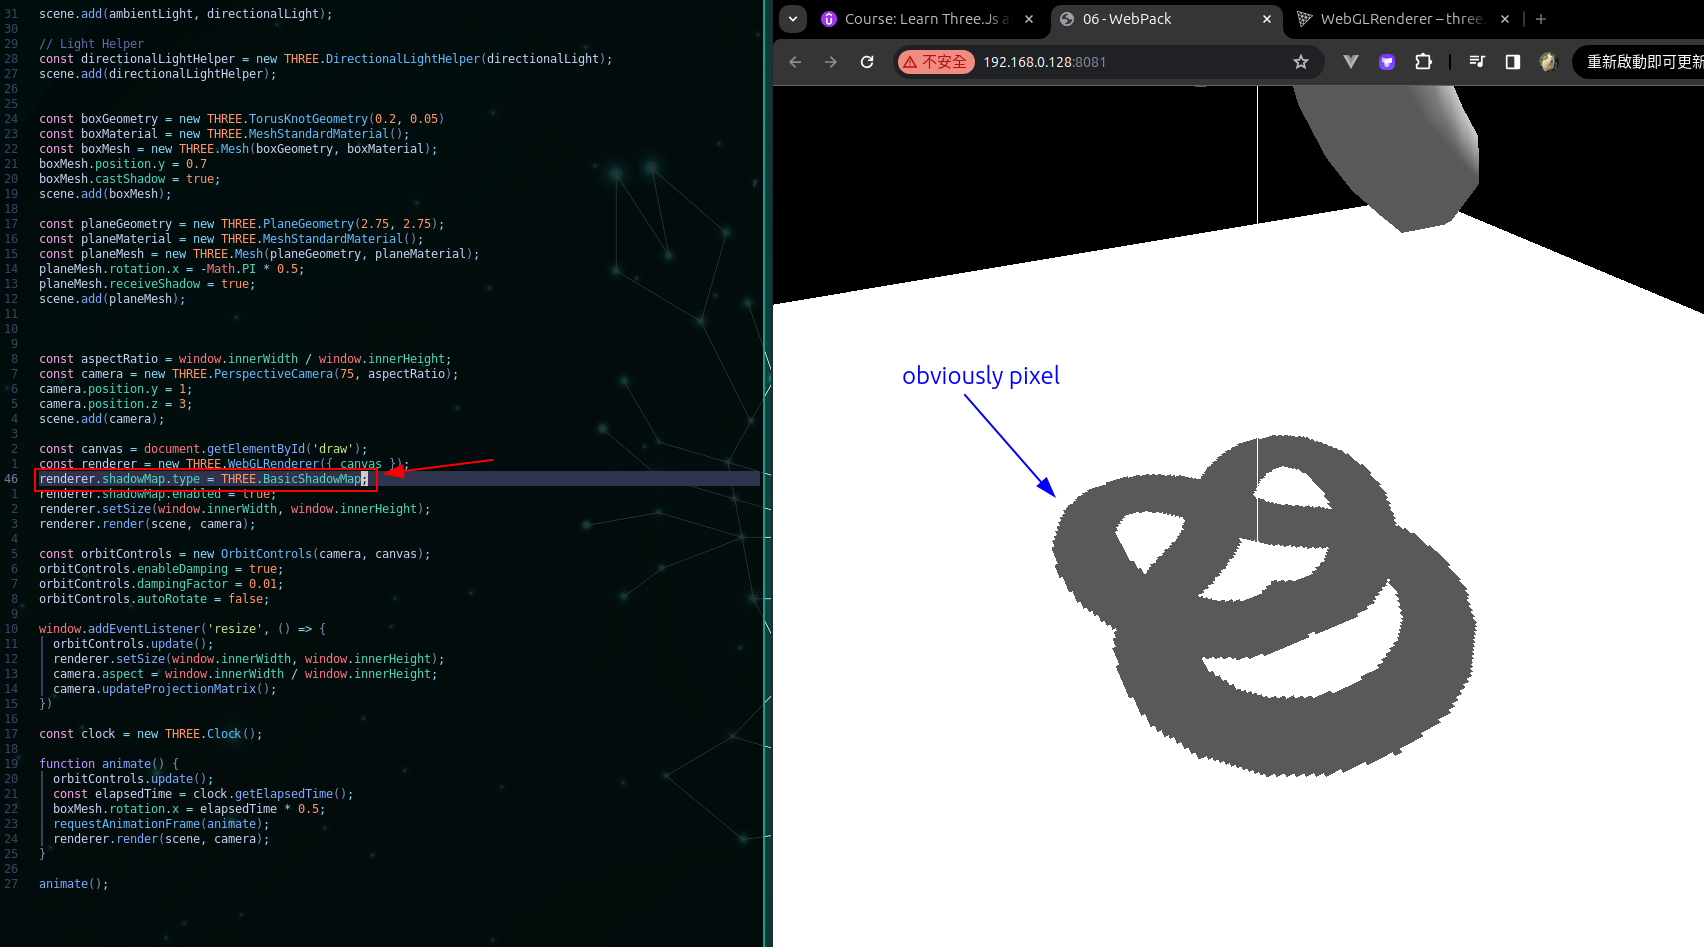 31 scene.add(ambientLight, directionalLight);
30
29 // Light Helper
28 const directionalLightHelper = new THREE.DirectionalLightHelper(directionalLight);
27 scene.add(directionalLightHelper);
26
25
24 const boxGeometry = new THREE.TorusKnotGeometry(0.2, 0.05)
23 const boxMaterial = new THREE.MeshStandardMaterial();
22 const boxMesh = new THREE.Mesh(boxGeometry, boxMaterial);
21 boxMesh.position.y = 0.7
20 boxMesh.castShadow = true;
19 scene.add(boxMesh);
18
17 const planeGeometry = new THREE.PlaneGeometry(2.75, 2.75);
16 const planeMaterial = new THREE.MeshStandardMaterial();
15 const planeMesh = new THREE.Mesh(planeGeometry, planeMaterial);
14 planeMesh.rotation.x = -Math.PI * 0.5;
13 planeMesh.receiveShadow = true;
12 scene.add(planeMesh);
11
10
9
8 const aspectRatio = window.innerWidth / window.innerHeight;
7 const camera = new THREE.PerspectiveCamera(75, aspectRatio);
6 camera.position.y = 1;
5 camera.position.z = 3;
4 scene.add(camera);
3
2 const canvas = document.getElementById('draw');
1 const renderer = new THREE.WebGLRenderer({ canvas });
46 renderer.shadowMap.type = THREE.BasicShadowMap;
1 renderer.shadowMap.enabled = true;
2 renderer.setSize(window.innerWidth, window.innerHeight);
3 renderer.render(scene, camera);
4
5 const orbitControls = new OrbitControls(camera, canvas);
6 orbitControls.enableDamping = true;
7 orbitControls.dampingFactor = 0.01;
8 orbitControls.autoRotate = false;
9
10 window.addEventListener('resize', () => {
11 orbitControls.update();
12 renderer.setSize(window.innerWidth, window.innerHeight);
13 camera.aspect = window.innerWidth / window.innerHeight;
14 camera.updateProjectionMatrix();
15 })
16
17 const clock = new THREE.Clock();
18
19 function animate() {
20 orbitControls.update();
21 const elapsedTime = clock.getElapsedTime();
22 boxMesh.rotation.x = elapsedTime * 0.5;
23 requestAnimationFrame(animate);
24 renderer.render(scene, camera);
25 }
26
27 animate();
Course: Learn Three.Js a
06 - WebPack
WebGLRenderer – three.
不安全 192.168.0.128:8081
重新啟動即可更新
obviously pixel